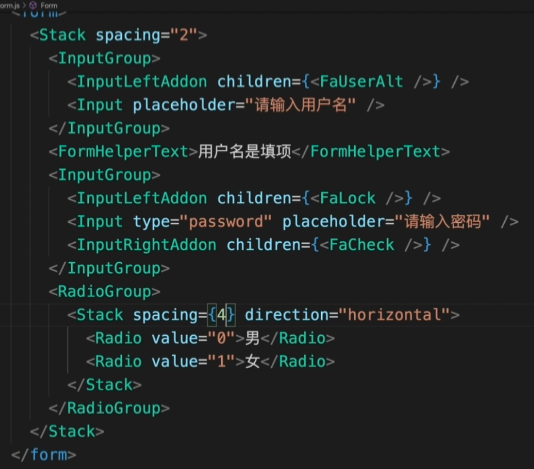 orm.js > Form
<form>
<Stack spacing="2">
<InputGroup>
<InputLeftAddon children={<FaUserAlt />} />
<Input placeholder="请输入用户名" />
</InputGroup>
<FormHelperText>用户名是填项</FormHelperText>
<InputGroup>
<InputLeftAddon children={<FaLock />} />
<Input type="password" placeholder="请输入密码" />
<InputRightAddon children={<FaCheck />} />
</InputGroup>
<RadioGroup>
<Stack spacing={4} direction="horizontal">
<Radio value="0">男</Radio>
<Radio value="1">女</Radio>
</Stack>
</RadioGroup>
</Stack>
</form>